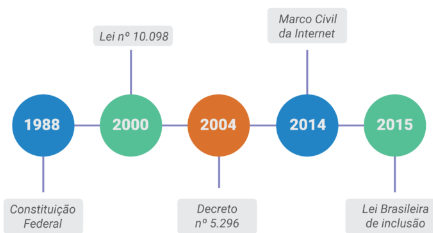 Lei nº 10.098
Marco Civil
da Internet
1988
2000
2004
2014
2015
Constituição
Federal
Decreto
nº 5.296
Lei Brasileira
de inclusão